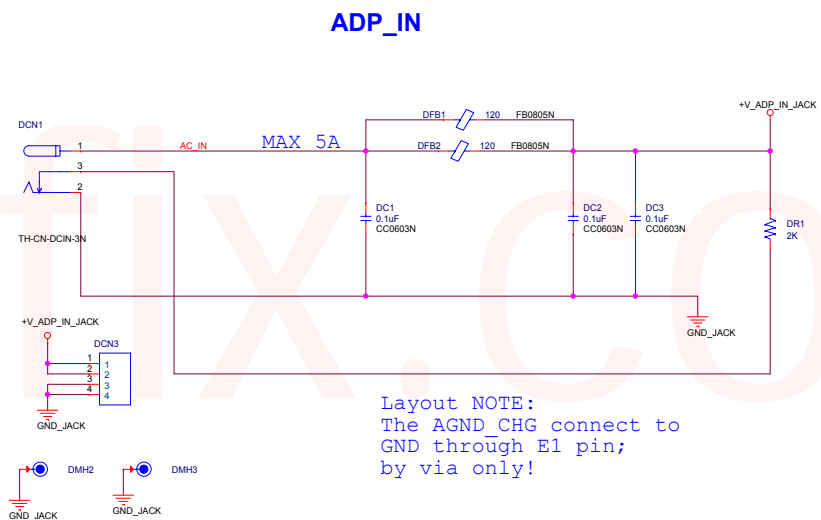 ADP_IN
+V_ADP_IN_JACK
DFB1 120 FB0805N
DCN1
1 AC_IN MAX 5A
DFB2 120 FB0805N
3
2
DC1
0.1uF
CC0603N
DC2
0.1uF
CC0603N
DC3
0.1uF
CC0603N
DR1
2K
TH-CN-DCIN-3N
GND_JACK
+V_ADP_IN_JACK
DCN3
1 1
2 2
3 3
4 4
GND_JACK
Layout NOTE:
The AGND_CHG connect to
GND through E1 pin;
by via only!
DMH2
DMH3
GND_JACK
GND_JACK
fix.co